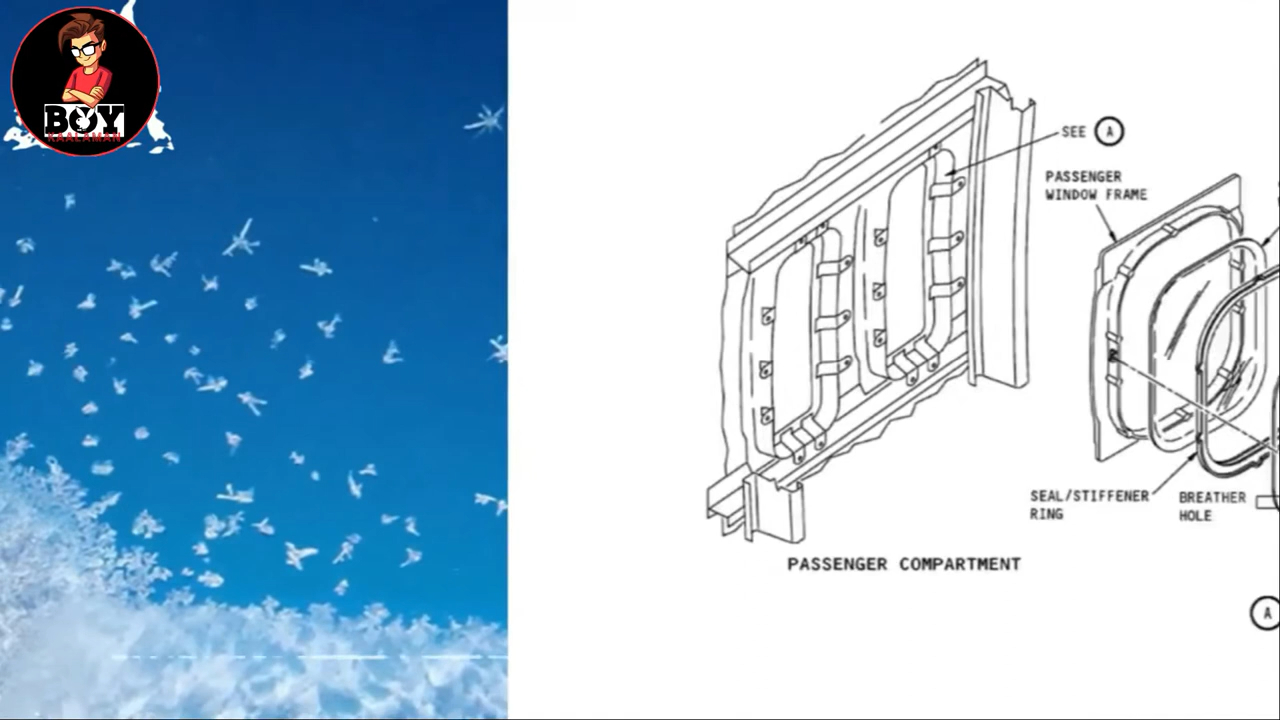 BOY
KAALAMAN
SEE A
PASSENGER
WINDOW FRAME
SEAL/STIFFENER
RING
BREATHER
HOLE
PASSENGER COMPARTMENT
A